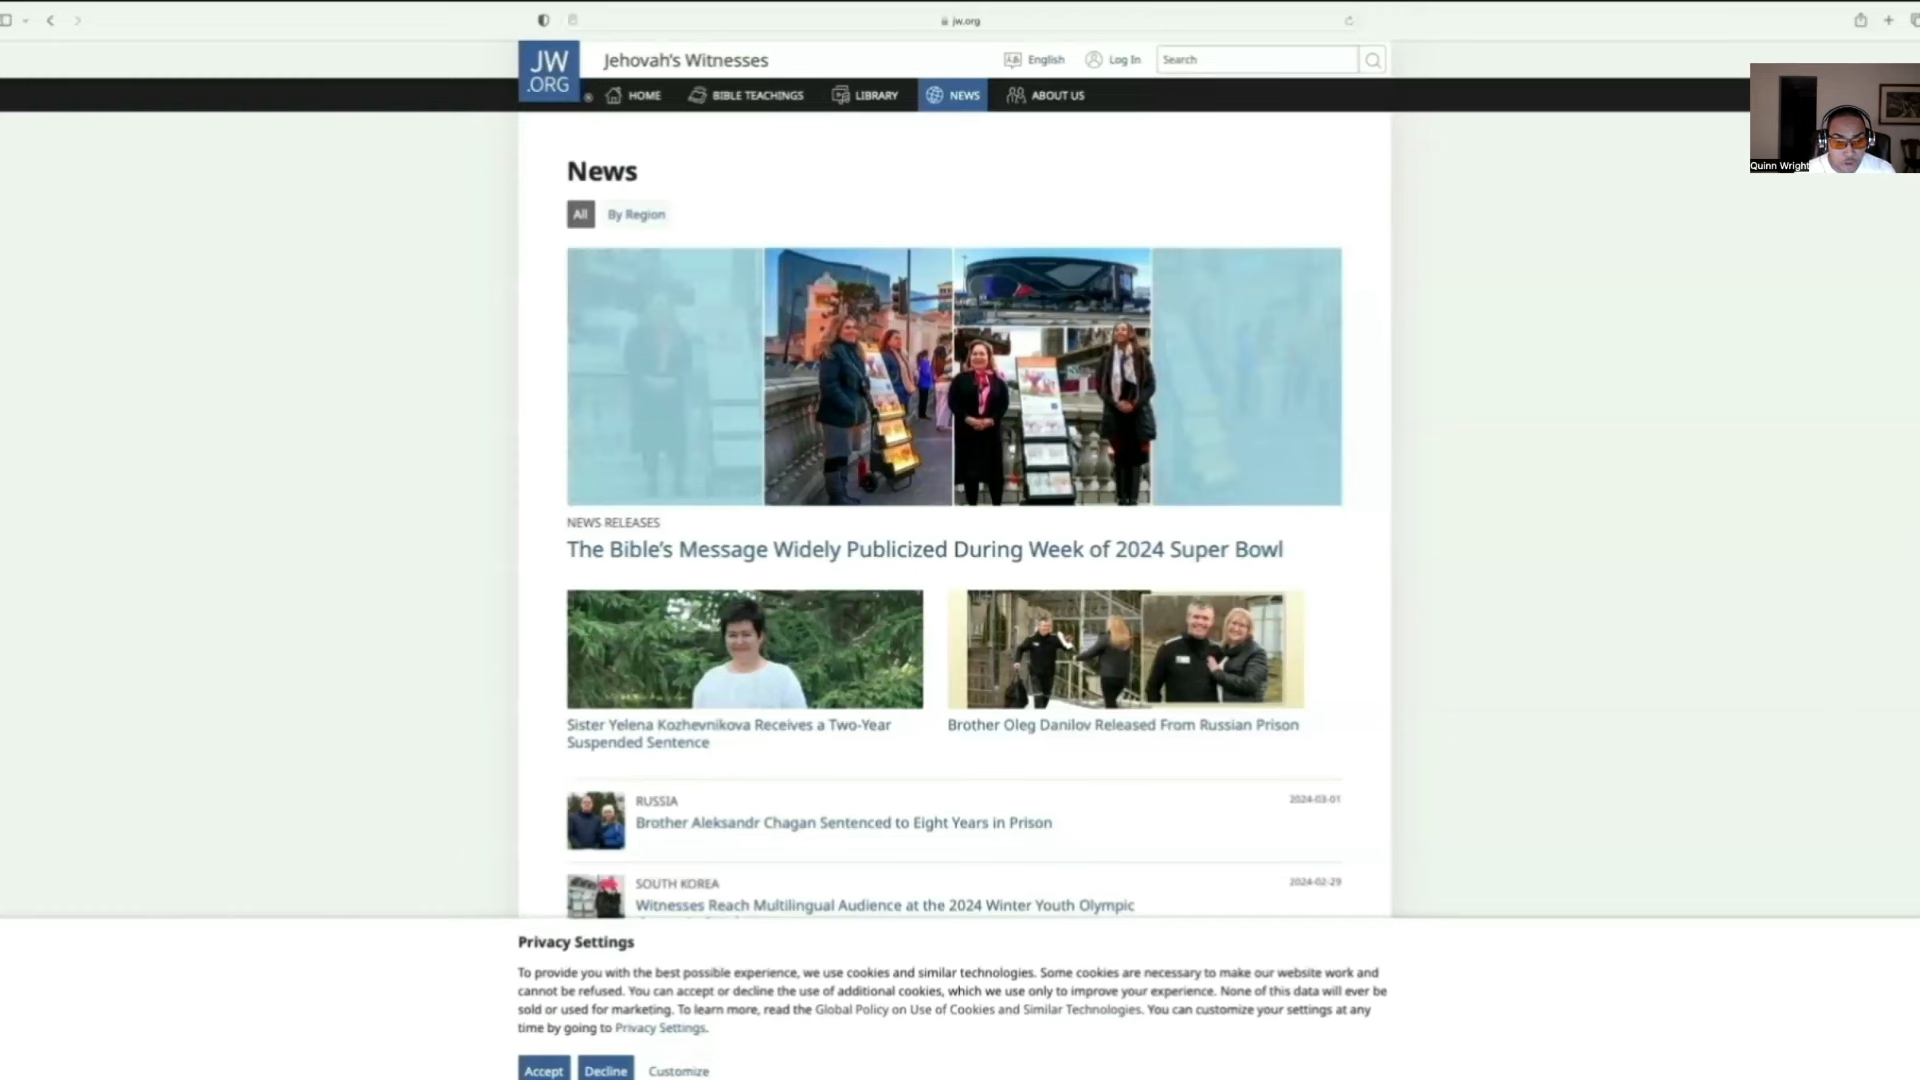 jw.org
JW
.ORG
Jehovah's Witnesses
English
Log In
Search
HOME
BIBLE TEACHINGS
LIBRARY
NEWS
ABOUT US
Quinn Wright
News
All
By Region
NEWS RELEASES
The Bible's Message Widely Publicized During Week of 2024 Super Bowl
Sister Yelena Kozhevnikova Receives a Two-Year
Suspended Sentence
Brother Oleg Danilov Released From Russian Prison
RUSSIA
2024-03-01
Brother Aleksandr Chagan Sentenced to Eight Years in Prison
SOUTH KOREA
2024-02-29
Witnesses Reach Multilingual Audience at the 2024 Winter Youth Olympic
Privacy Settings
To provide you with the best possible experience, we use cookies and similar technologies. Some cookies are necessary to make our website work and
cannot be refused. You can accept or decline the use of additional cookies, which we use only to improve your experience. None of this data will ever be
sold or used for marketing. To learn more, read the Global Policy on Use of Cookies and Similar Technologies. You can customize your settings at any
time by going to Privacy Settings.
Accept
Decline
Customize